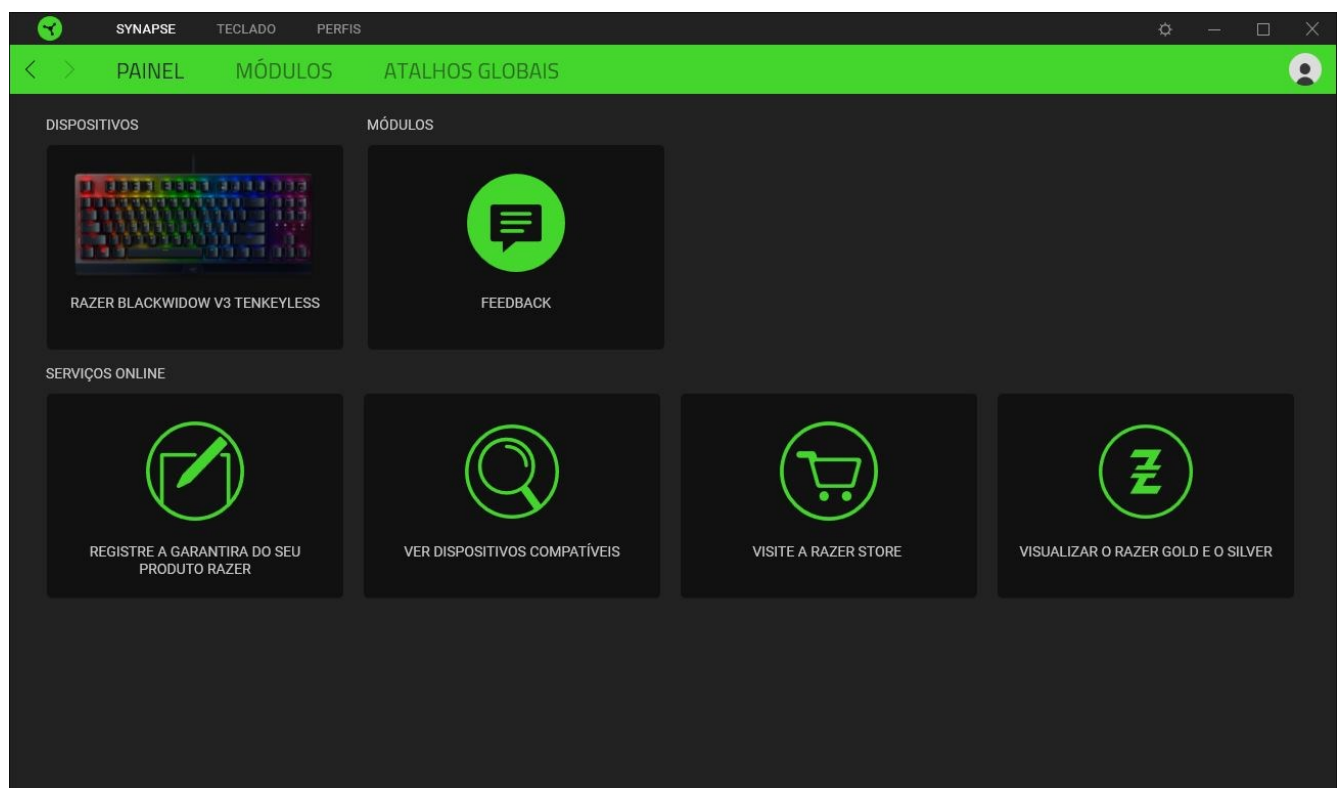 SYNAPSE TECLADO PERFIS
PAINEL MÓDULOS ATALHOS GLOBAIS
DISPOSITIVOS
MÓDULOS
RAZER BLACKWIDOW V3 TENKEYLESS
FEEDBACK
SERVIÇOS ONLINE
REGISTRE A GARANTIRA DO SEU
PRODUTO RAZER
VER DISPOSITIVOS COMPATÍVEIS
VISITE A RAZER STORE
VISUALIZAR O RAZER GOLD E O SILVER